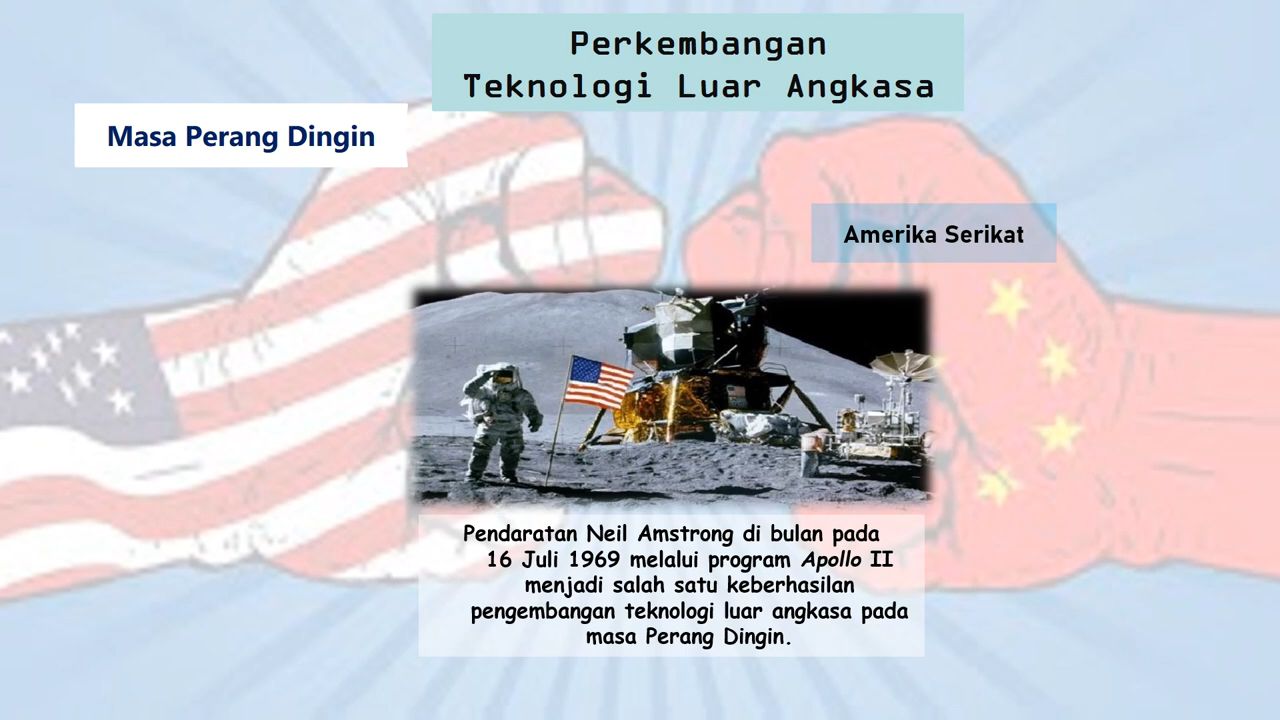 Perkembangan
Teknologi Luar Angkasa
Masa Perang Dingin
Amerika Serikat
Pendaratan Neil Amstrong di bulan pada
16 Juli 1969 melalui program Apollo II
menjadi salah satu keberhasilan
pengembangan teknologi luar angkasa pada
masa Perang Dingin.